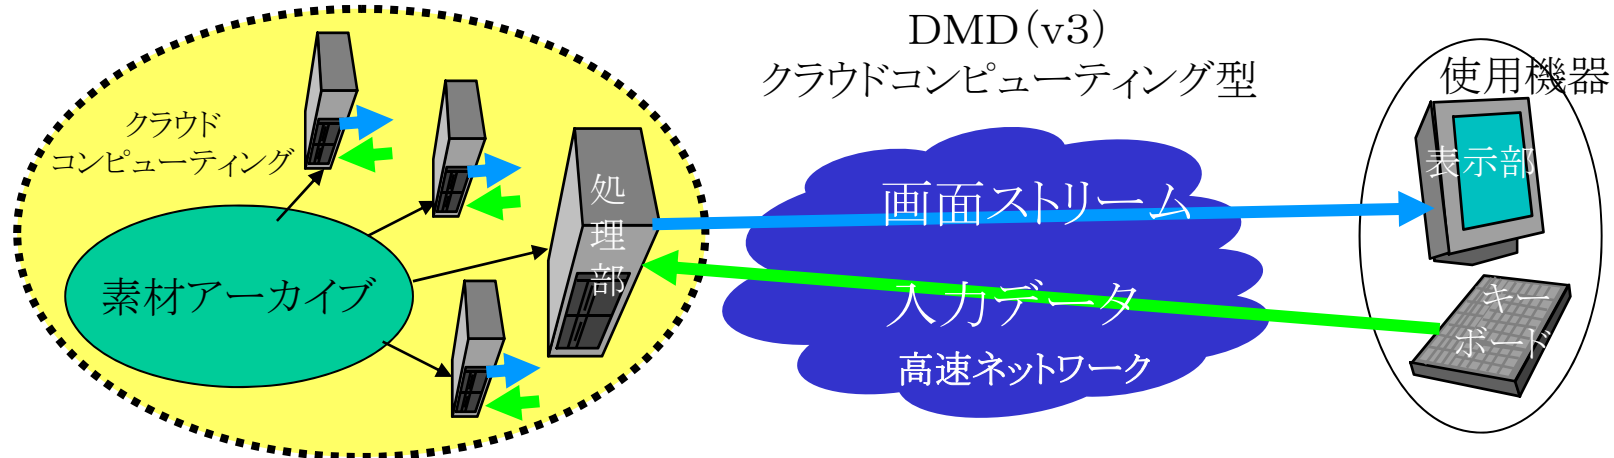 DMD(v3)
クラウドコンピューティング型
使用機器
クラウド
コンピューティング
処理部
表示部
画面ストリーム
素材アーカイブ
入力データ
キー
ボード
高速ネットワーク